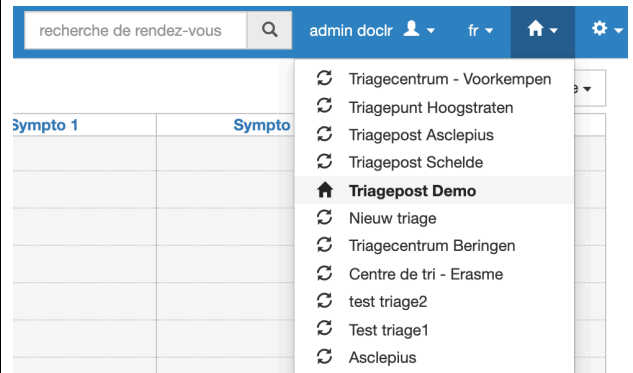 recherche de rendez-vous
admin doclr
fr
Triagecentrum - Voorkempen
Triagepunt Hoogstraten
Sympto 1
Sympto
Triagepost Asclepius
Triagepost Schelde
Triagepost Demo
Nieuw triage
Triagecentrum Beringen
Centre de tri - Erasme
test triage2
Test triage1
Asclepius